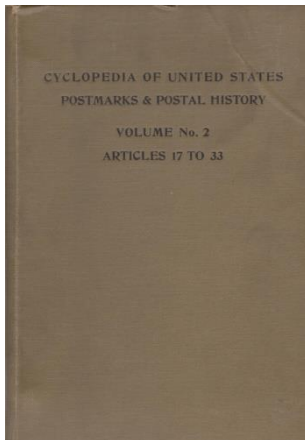 CYCLOPEDIA OF UNITED STATES
POSTMARKS & POSTAL HISTORY
VOLUME No. 2
ARTICLES 17 TO 33